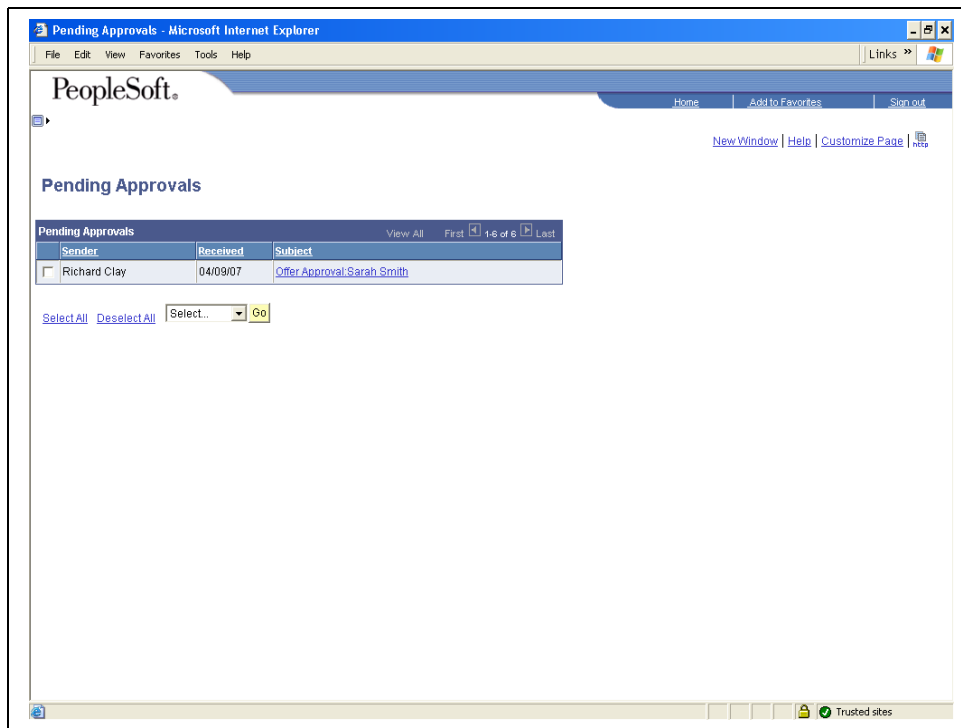 Pending Approvals - Microsoft Internet Explorer
File Edit View Favorites Tools Help Links »
PeopleSoft®
Home Add to Favorites Sign out
New Window | Help | Customize Page | http
Pending Approvals
Pending Approvals View All First 1-6 of 6 Last
Sender Received Subject
Richard Clay 04/09/07 Offer Approval:Sarah Smith
Select All Deselect All Select... Go
Trusted sites